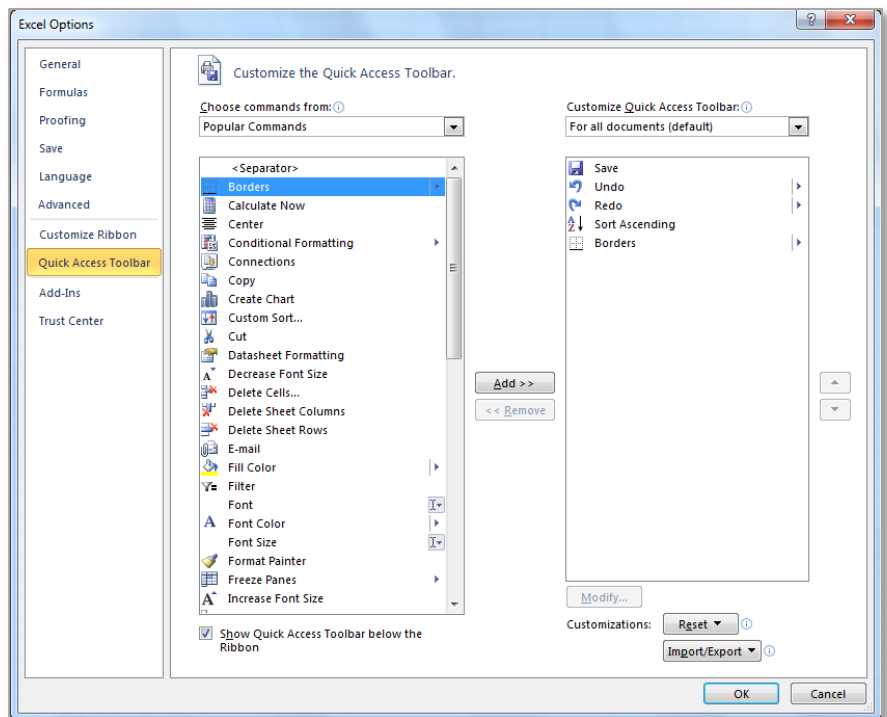 Excel Options
General
Formulas
Proofing
Save
Language
Advanced
Customize Ribbon
Quick Access Toolbar
Add-Ins
Trust Center
Customize the Quick Access Toolbar.
Choose commands from:
Popular Commands
<Separator>
Borders
Calculate Now
Center
Conditional Formatting
Connections
Copy
Create Chart
Custom Sort...
Cut
Datasheet Formatting
Decrease Font Size
Delete Cells...
Delete Sheet Columns
Delete Sheet Rows
E-mail
Fill Color
Filter
Font
Font Color
Font Size
Format Painter
Freeze Panes
Increase Font Size
Show Quick Access Toolbar below the
Ribbon
Add >>
<< Remove
Customize Quick Access Toolbar:
For all documents (default)
Save
Undo
Redo
Sort Ascending
Borders
Modify...
Customizations:
Reset
Import/Export
OK
Cancel